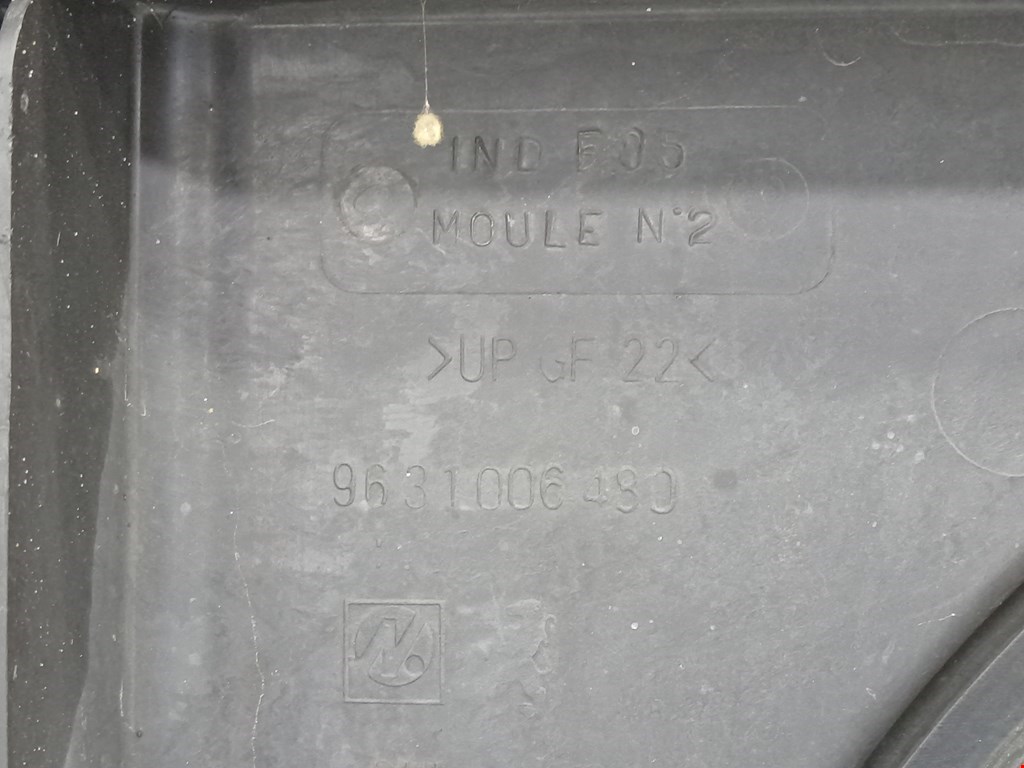 IND E05
MOULE N°2
>UP GF 22<
9631006480
N.